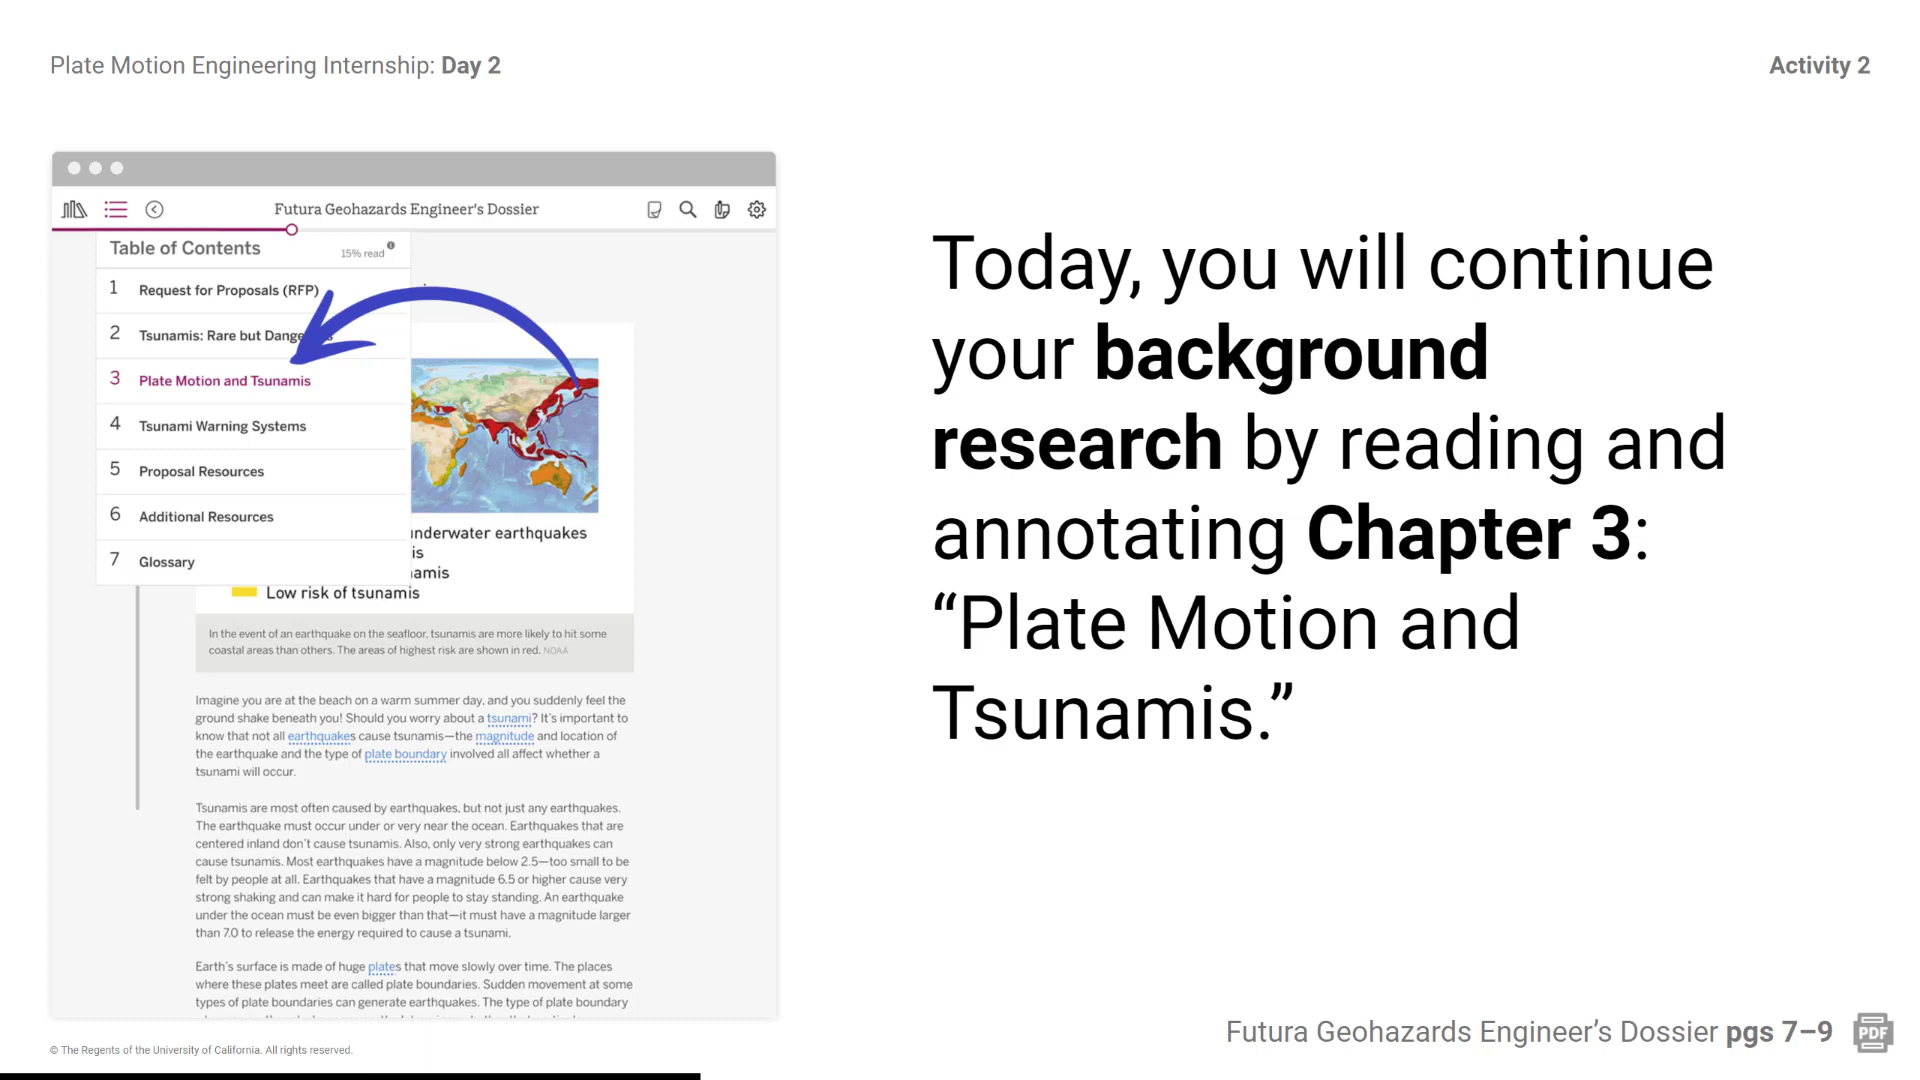 Plate Motion Engineering Internship: Day 2
Activity 2
Futura Geohazards Engineer's Dossier
Table of Contents
15% read
1 Request for Proposals (RFP)
2 Tsunamis: Rare but Dange
3 Plate Motion and Tsunamis
4 Tsunami Warning Systems
5 Proposal Resources
6 Additional Resources
7 Glossary
underwater earthquakes
is
amis
Low risk of tsunamis
In the event of an earthquake on the seafloor, tsunamis are more likely to hit some
coastal areas than others. The areas of highest risk are shown in red. NOAA
Imagine you are at the beach on a warm summer day, and you suddenly feel the
ground shake beneath you! Should you worry about a tsunami? It's important to
know that not all earthquakes cause tsunamis—the magnitude and location of
the earthquake and the type of plate boundary involved all affect whether a
tsunami will occur.
Tsunamis are most often caused by earthquakes, but not just any earthquakes.
The earthquake must occur under or very near the ocean. Earthquakes that are
centered inland don't cause tsunamis. Also, only very strong earthquakes can
cause tsunamis. Most earthquakes have a magnitude below 2.5—too small to be
felt by people at all. Earthquakes that have a magnitude 6.5 or higher cause very
strong shaking and can make it hard for people to stay standing. An earthquake
under the ocean must be even bigger than that—it must have a magnitude larger
than 7.0 to release the energy required to cause a tsunami.
Earth's surface is made of huge plates that move slowly over time. The places
where these plates meet are called plate boundaries. Sudden movement at some
types of plate boundaries can generate earthquakes. The type of plate boundary
Today, you will continue
your background
research by reading and
annotating Chapter 3:
“Plate Motion and
Tsunamis.”
Futura Geohazards Engineer’s Dossier pgs 7–9
PDF
© The Regents of the University of California. All rights reserved.